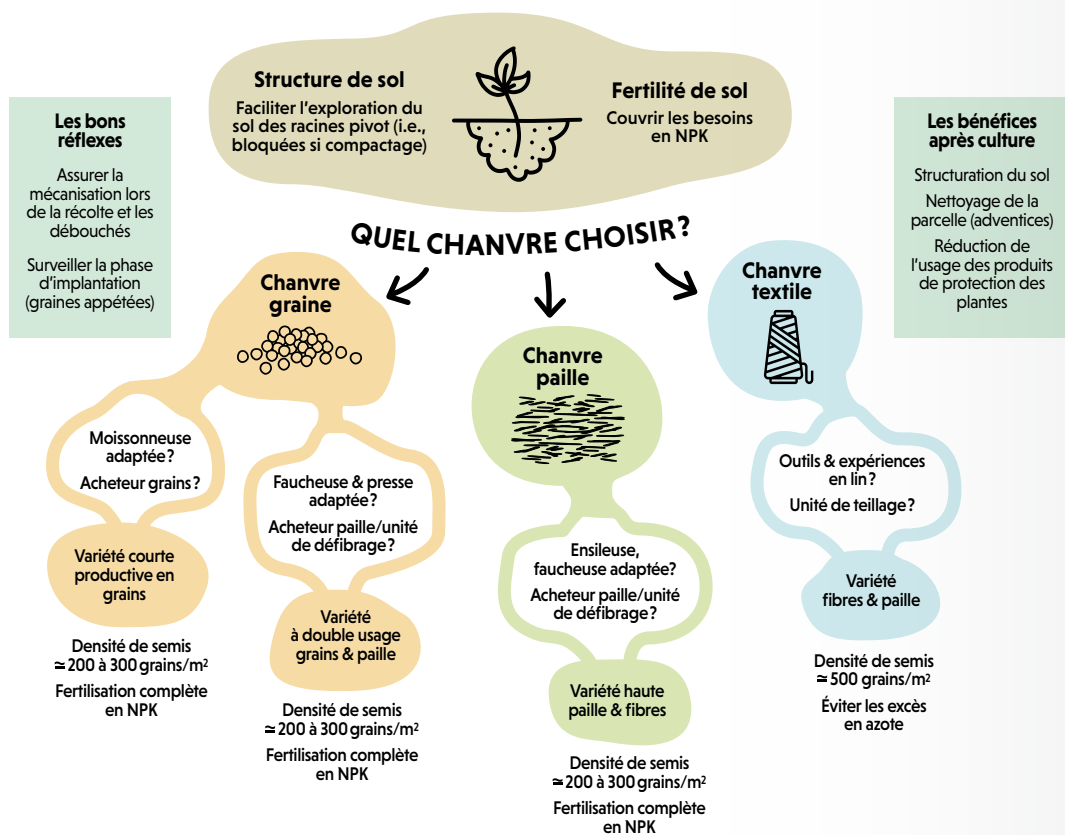 Structure de sol
Faciliter l'exploration du
sol des racines pivot (i.e.,
bloquées si compactage)
Fertilité de sol
Couvrir les besoins
en NPK
Les bons
réflexes
Assurer la
mécanisation lors
de la récolte et les
débouchés
Surveiller la phase
d'implantation
(graines appétées)
Les bénéfices
après culture
Structuration du sol
Nettoyage de la
parcelle (adventices)
Réduction de
l'usage des produits
de protection des
plantes
QUEL CHANVRE CHOISIR ?
Chanvre
graine
Moissonneuse
adaptée ?
Acheteur grains ?
Variété courte
productive en
grains
Densité de semis
≃ 200 à 300 grains/m²
Fertilisation complète
en NPK
Faucheuse & presse
adaptée ?
Acheteur paille/unité
de défibrage ?
Variété
à double usage
grains & paille
Densité de semis
≃ 200 à 300 grains/m²
Fertilisation complète
en NPK
Chanvre
paille
Ensileuse,
faucheuse adaptée?
Acheteur paille/unité
de défibrage ?
Variété haute
paille & fibres
Densité de semis
≃ 200 à 300 grains/m²
Fertilisation complète
en NPK
Chanvre
textile
Outils & expériences
en lin ?
Unité de teillage ?
Variété
fibres & paille
Densité de semis
≃ 500 grains/m²
Éviter les excès
en azote